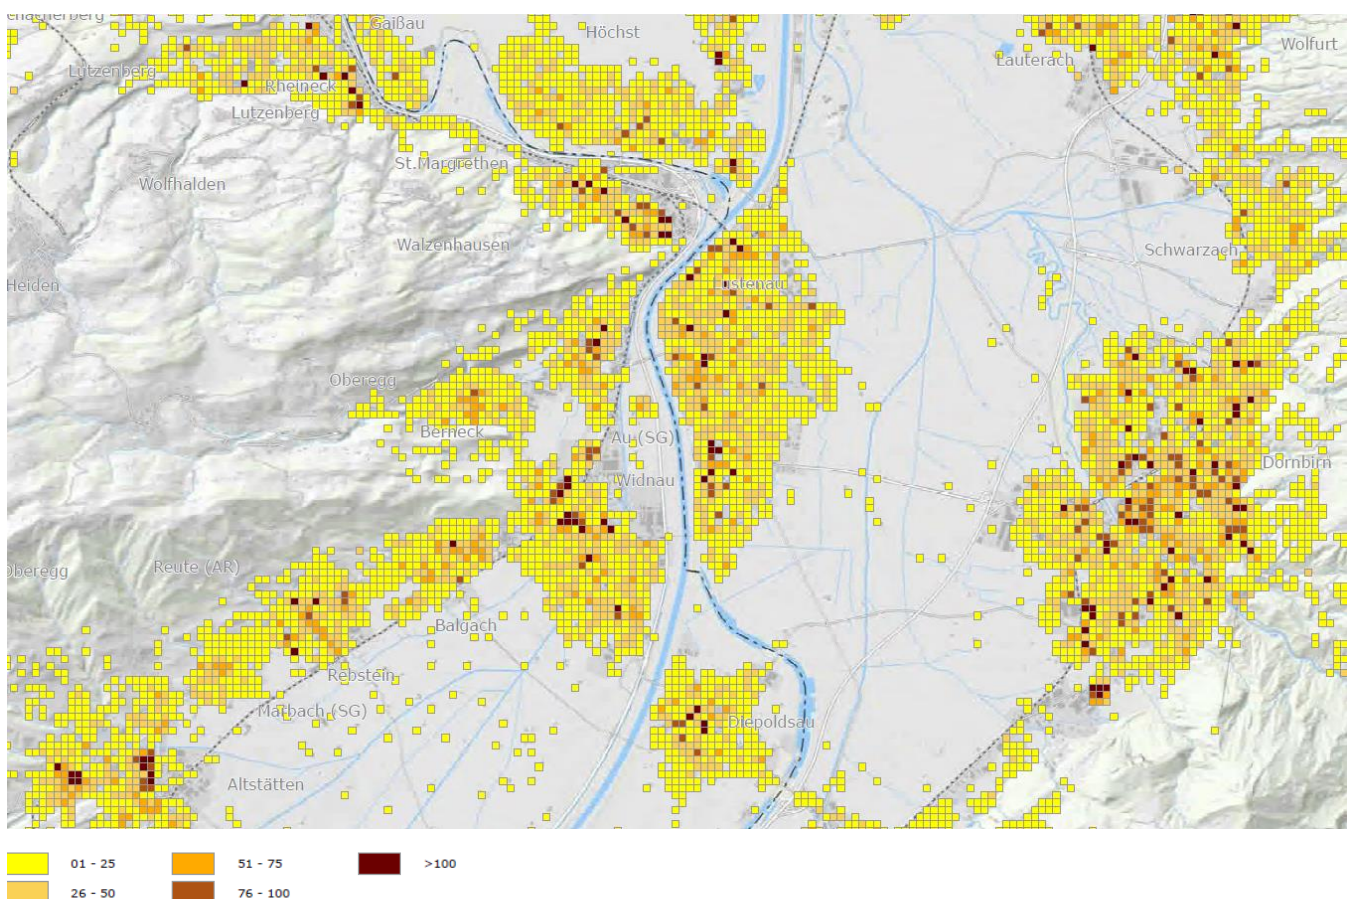 Gaißau
Höchst
Wolfurt
Lauterach
Lutzenberg
Rheineck
Lutzenberg
St.Margrethen
Wolfhalden
Walzenhausen
Schwarzach
Heiden
Lustenau
Oberegg
Berneck
Au (SG)
Dornbirn
Widnau
Oberegg
Reute (AR)
Balgach
Rebstein
Marbach (SG)
Diepoldsau
Altstätten
01 - 25
51 - 75
>100
26 - 50
76 - 100